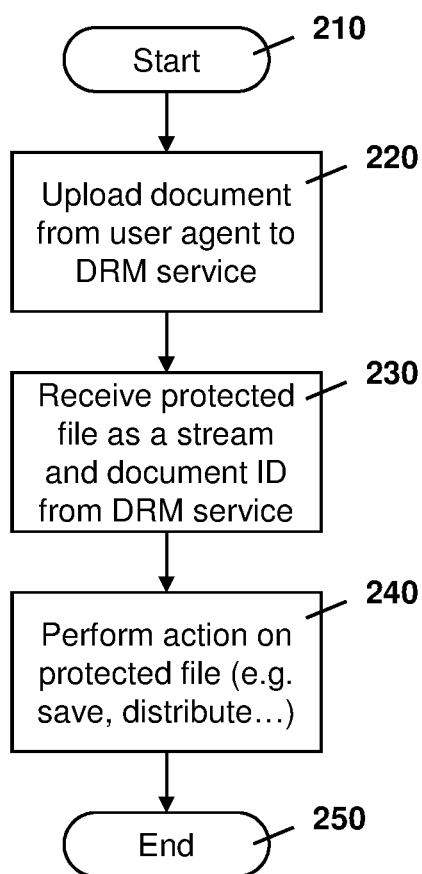 210
Start
220
Upload document
from user agent to
DRM service
230
Receive protected
file as a stream
and document ID
from DRM service
240
Perform action on
protected file (e.g.
save, distribute…)
250
End